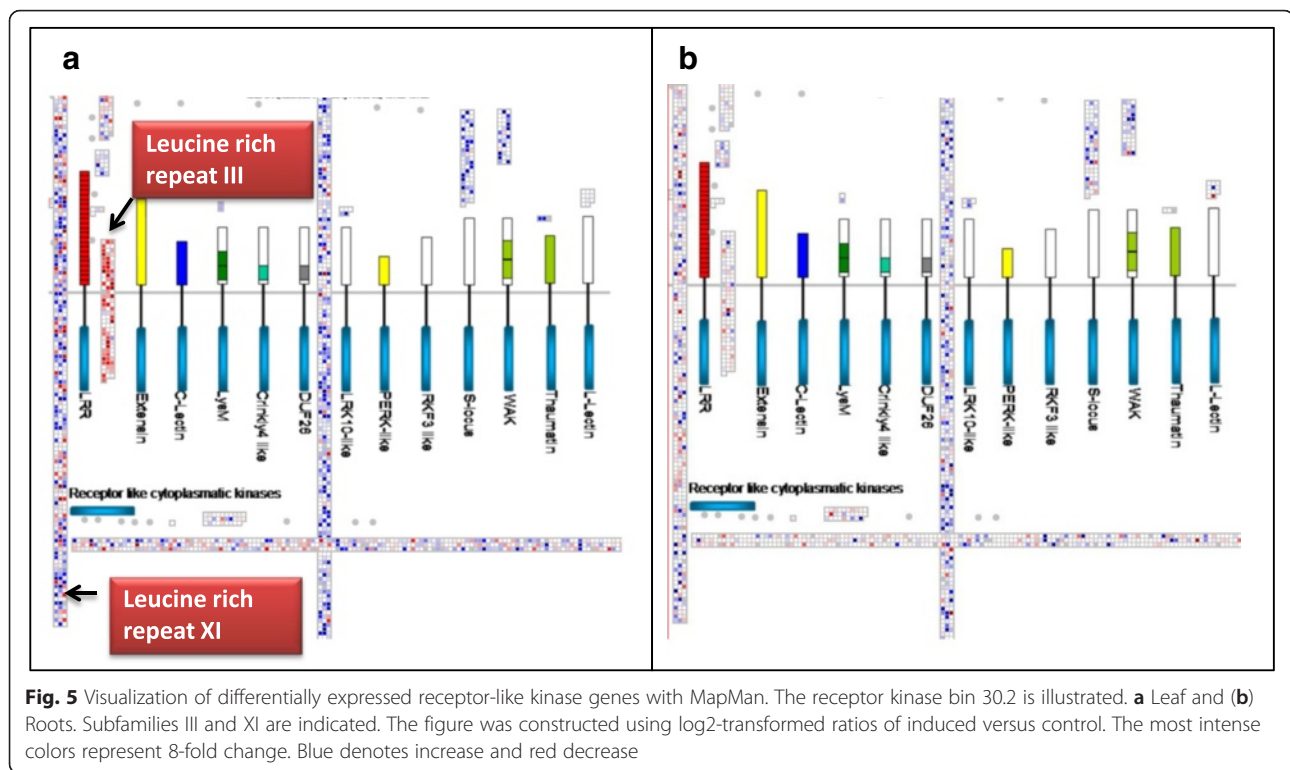 a
b
Leucine rich
repeat III
LRR
Extensin
C-Lectin
LysM
Crinkly4 like
DUF26
LRK10-like
PERK-like
RKF3 like
S-locus
WAK
Thaumatin
L-Lectin
Receptor like cytoplasmatic kinases
Leucine rich
repeat XI
LRR
Extensin
C-Lectin
LysM
Crinkly4 like
DUF26
LRK10-like
PERK-like
RKF3 like
S-locus
WAK
Thaumatin
L-Lectin
Receptor like cytoplasmatic kinases
Fig. 5 Visualization of differentially expressed receptor-like kinase genes with MapMan. The receptor kinase bin 30.2 is illustrated. a Leaf and (b)
Roots. Subfamilies III and XI are indicated. The figure was constructed using log2-transformed ratios of induced versus control. The most intense
colors represent 8-fold change. Blue denotes increase and red decrease